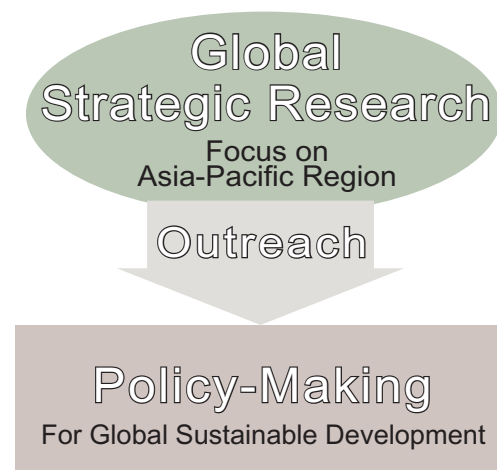 Global
Strategic Research
Focus on
Asia-Pacific Region
Outreach
Policy-Making
For Global Sustainable Development